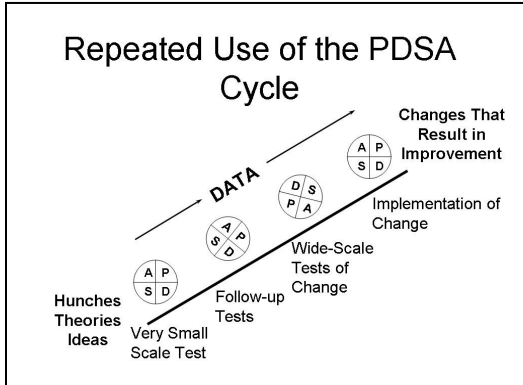 Repeated Use of the PDSA
Cycle
Changes That
Result in
Improvement
DATA
A P
S D
D S
P A
A P
S D
A P
S D
Implementation of
Change
Wide-Scale
Tests of
Change
Follow-up
Tests
Hunches
Theories
Ideas
Very Small
Scale Test